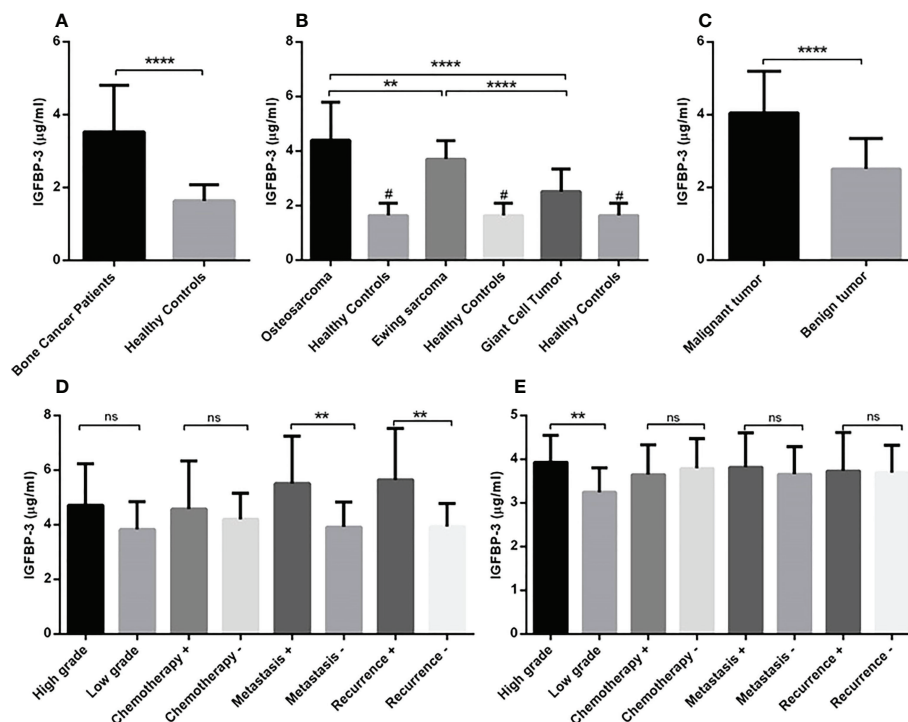 A
IGFBP-3 (µg/ml)
6
4
2
0
****
Bone Cancer Patients
Healthy Controls
B
IGFBP-3 (µg/ml)
8
6
4
2
0
****
**
****
#
#
#
Osteosarcoma
Healthy Controls
Ewing sarcoma
Healthy Controls
Giant Cell Tumor
Healthy Controls
C
IGFBP-3 (µg/ml)
6
4
2
0
****
Malignant tumor
Benign tumor
D
IGFBP-3 (µg/ml)
8
6
4
2
0
ns
ns
**
**
High grade
Low grade
Chemotherapy +
Chemotherapy -
Metastasis +
Metastasis -
Recurrence +
Recurrence -
E
IGFBP-3 (µg/ml)
5
4
3
2
1
0
**
ns
ns
ns
High grade
Low grade
Chemotherapy +
Chemotherapy -
Metastasis +
Metastasis -
Recurrence +
Recurrence -